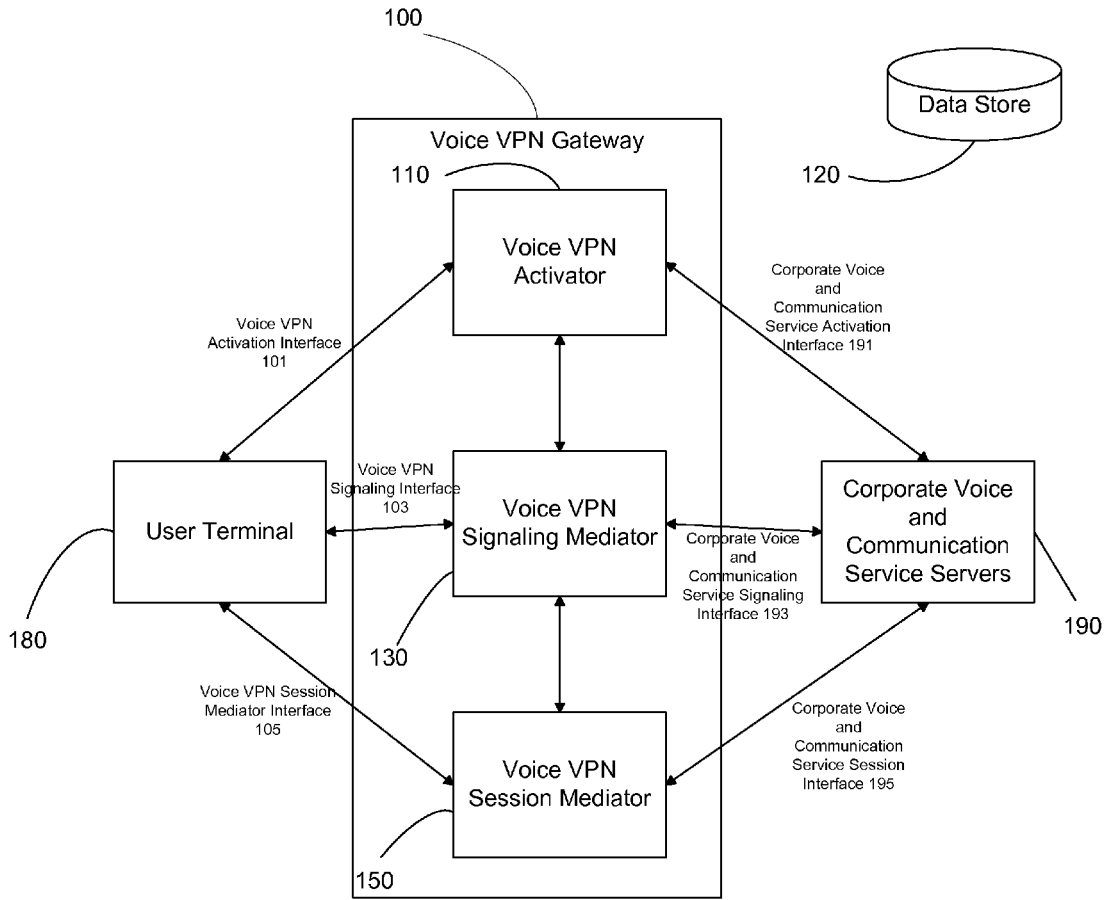 100
Data Store
Voice VPN Gateway
110
120
Voice VPN
Activator
Corporate Voice
and
Communication
Service Activation
Interface 191
Voice VPN
Activation Interface
101
Voice VPN
Signaling Interface
103
User Terminal
Voice VPN
Signaling Mediator
Corporate Voice
and
Communication
Service Signaling
Interface 193
Corporate Voice
and
Communication
Service Servers
180
130
190
Voice VPN Session
Mediator Interface
105
Corporate Voice
and
Communication
Service Session
Interface 195
Voice VPN
Session Mediator
150